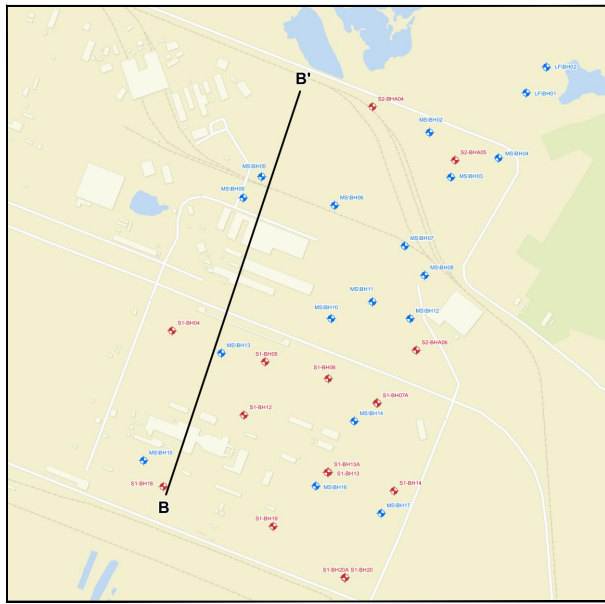 B'
LF\BH02
LF\BH01
S2-BHA04
MS\BH02
MS\BH04
S2-BHA05
MS\BH03
MS\BH05
MS\BH09
MS\BH06
MS\BH07
MS\BH08
MS\BH11
MS\BH10
MS\BH12
S1-BH04
MS\BH13
S1-BH05
S2-BHA06
S1-BH06
S1-BH07A
S1-BH12
MS\BH14
MS\BH15
S1-BH13A
S1-BH13
S1-BH18
MS\BH16
S1-BH14
B
MS\BH17
S1-BH19
S1-BH20A S1-BH20